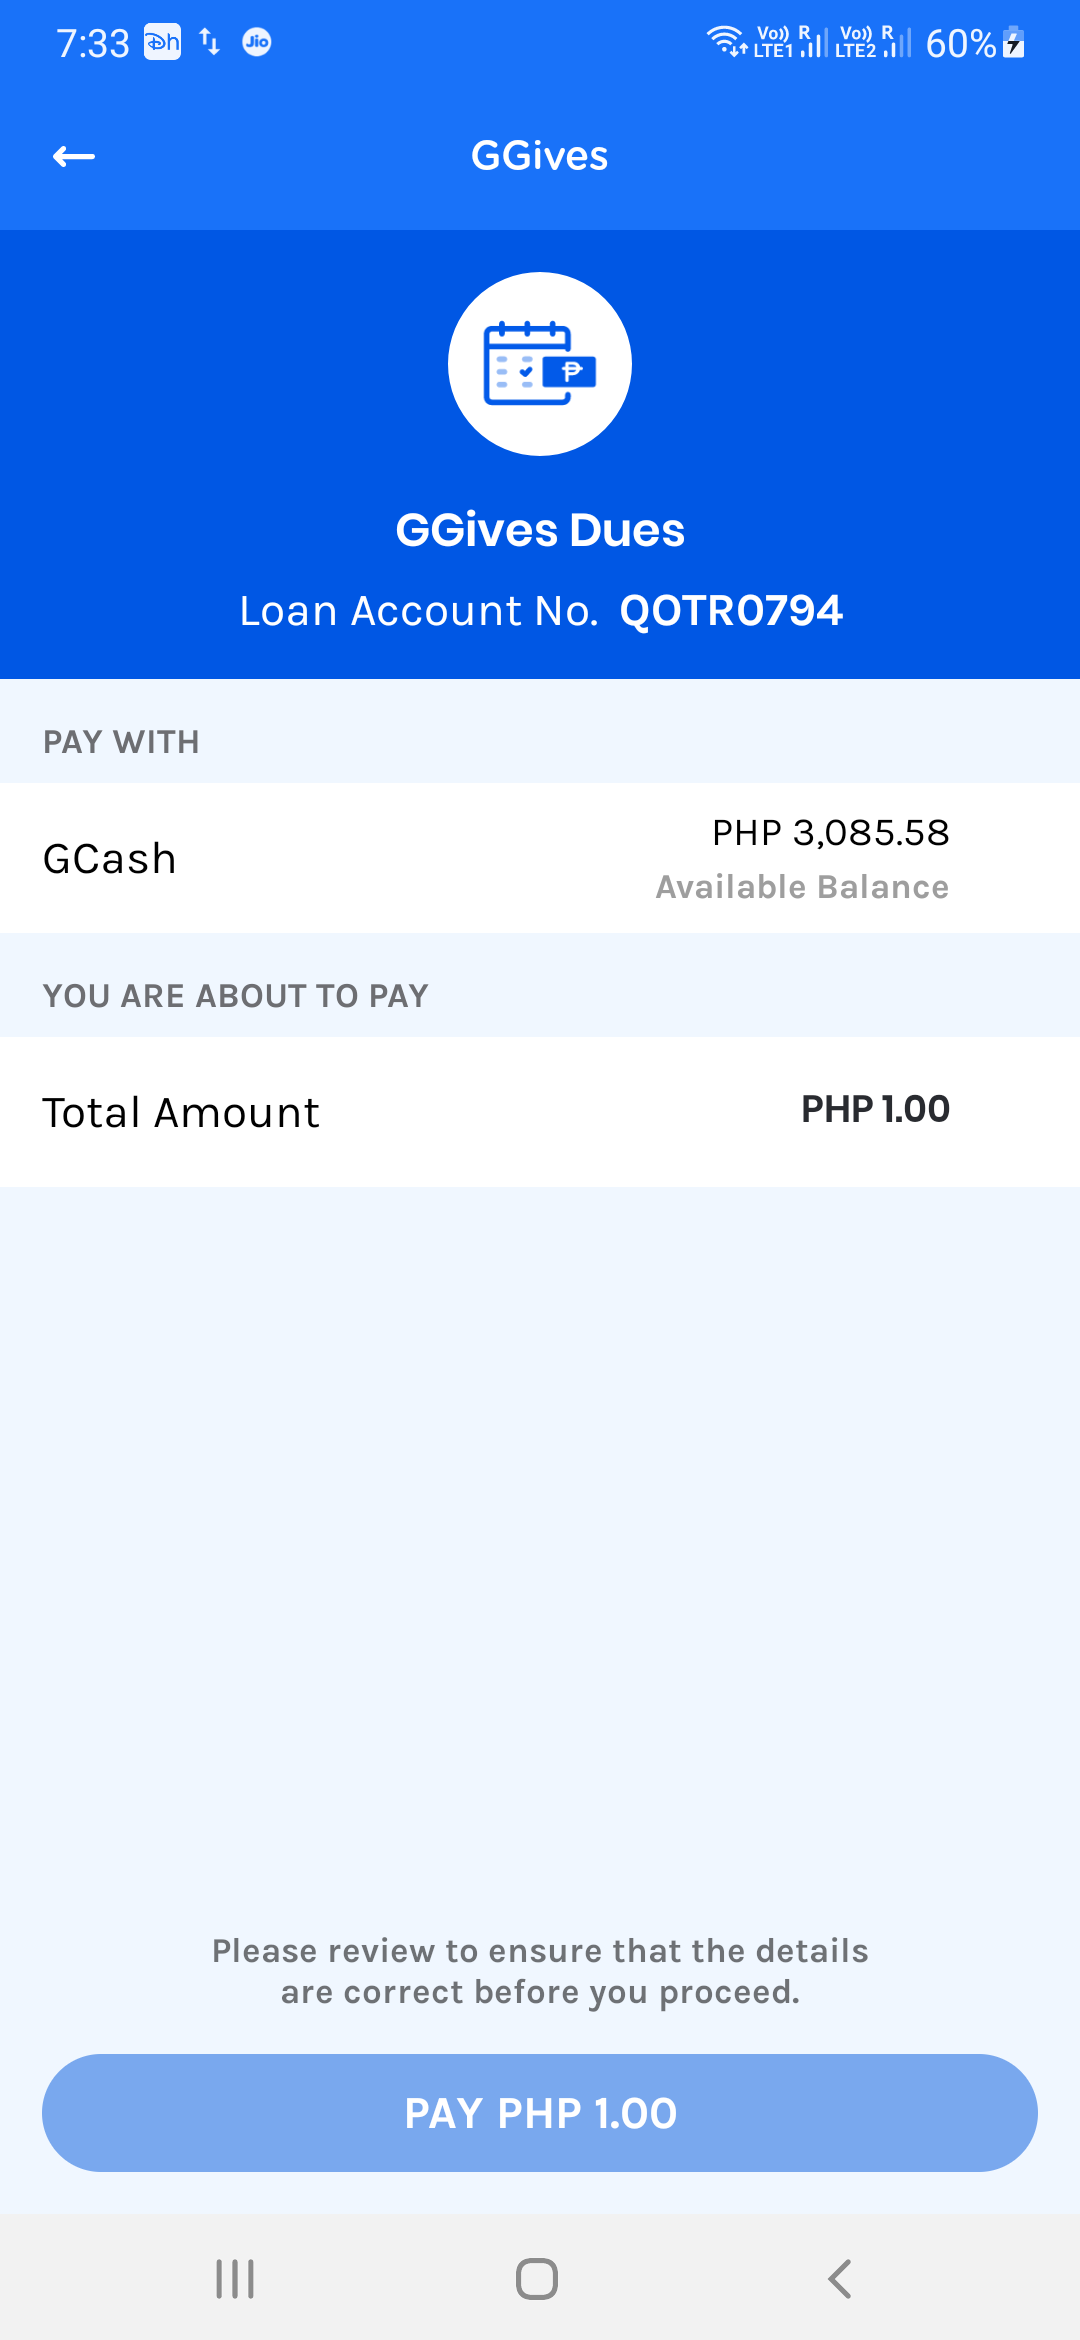 7:33 Dh Jio Vo)) R LTE1 Vo)) R LTE2 60%
GGives
₱
GGives Dues
Loan Account No. QOTR0794
PAY WITH
GCash
PHP 3,085.58
Available Balance
YOU ARE ABOUT TO PAY
Total Amount PHP 1.00
Please review to ensure that the details
are correct before you proceed.
PAY PHP 1.00